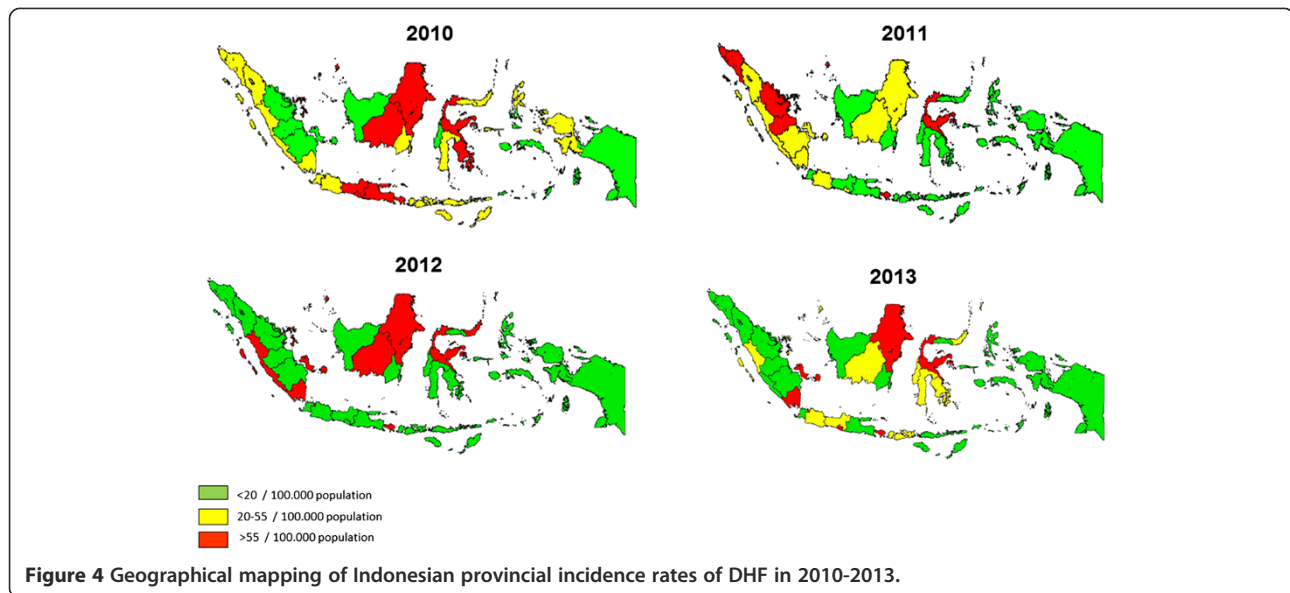 2010
2011
2012
2013
<20 / 100.000 population
20-55 / 100.000 population
>55 / 100.000 population
Figure 4 Geographical mapping of Indonesian provincial incidence rates of DHF in 2010-2013.